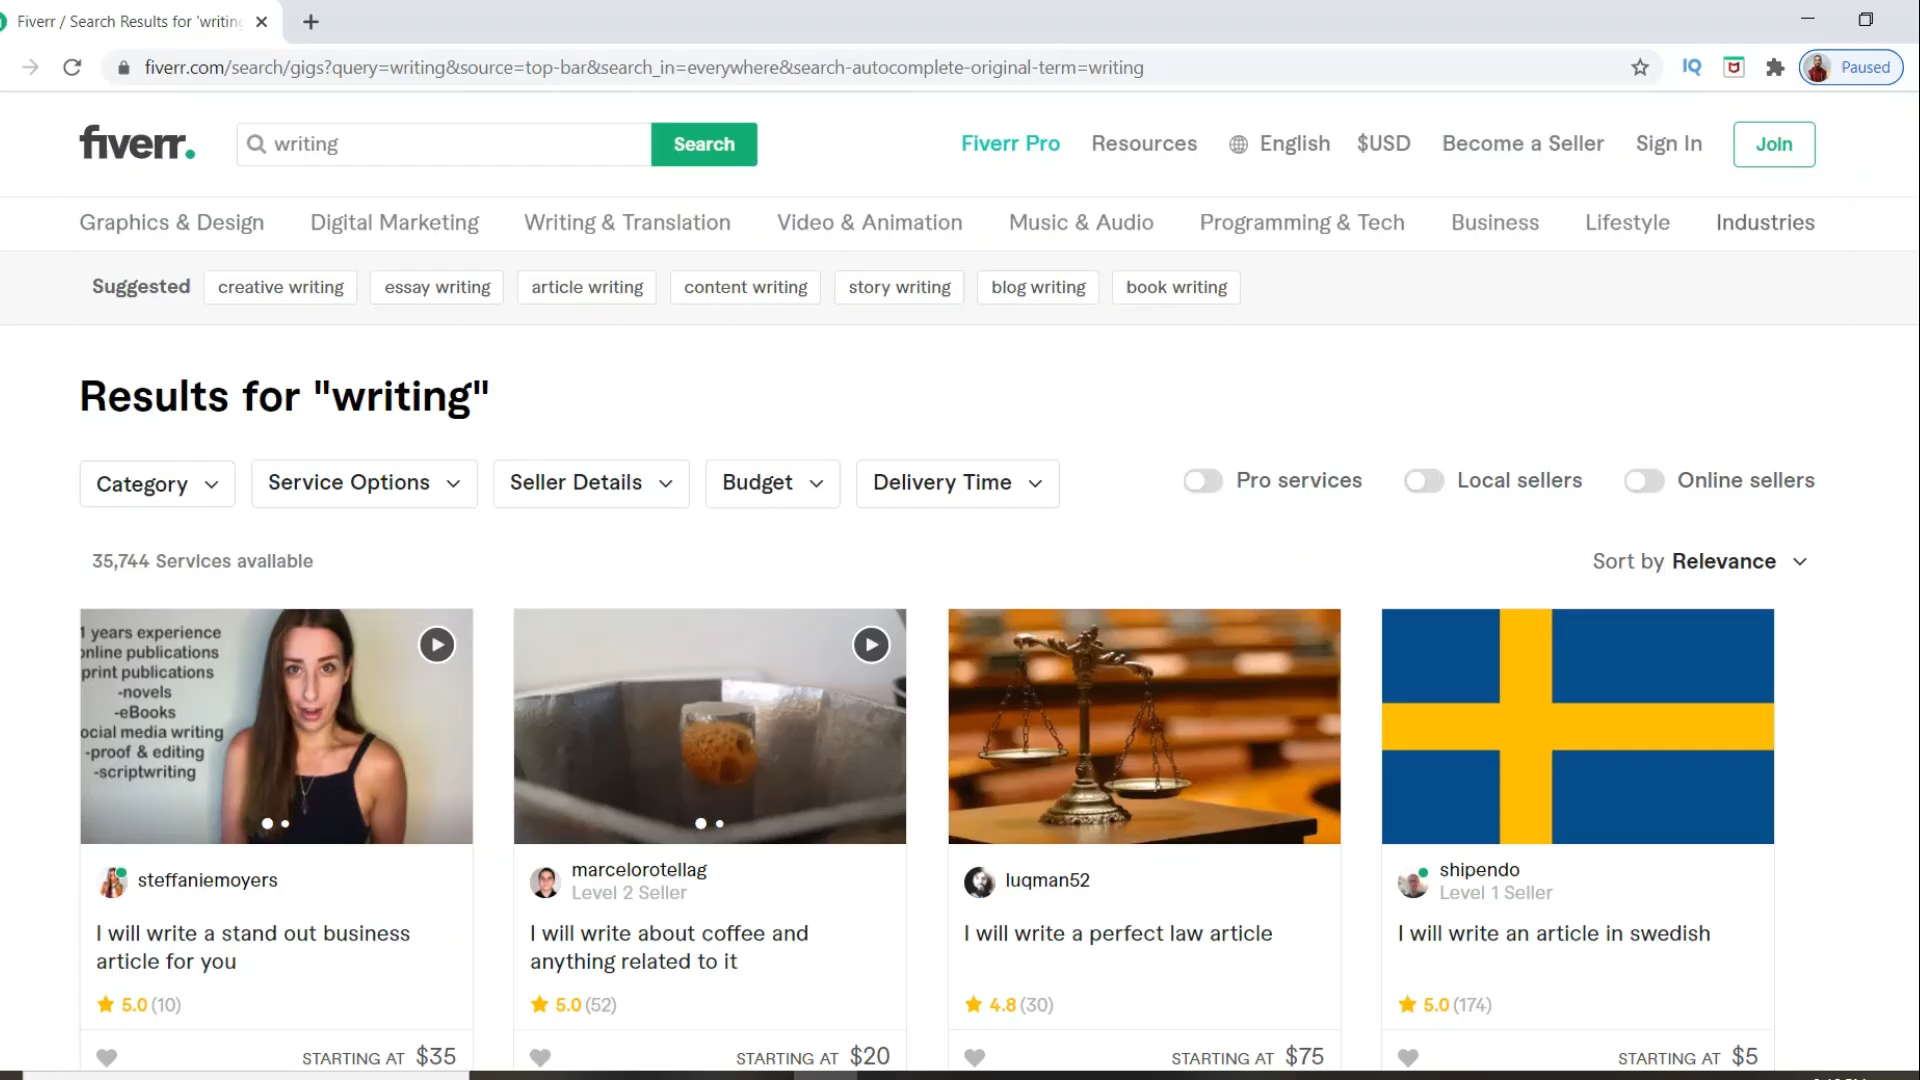 Fiverr / Search Results for 'writing
fiverr.com/search/gigs?query=writing&source=top-bar&search_in=everywhere&search-autocomplete-original-term=writing
IQ
Paused
fiverr.
writing
Search
Fiverr Pro
Resources
English
$USD
Become a Seller
Sign In
Join
Graphics & Design
Digital Marketing
Writing & Translation
Video & Animation
Music & Audio
Programming & Tech
Business
Lifestyle
Industries
Suggested
creative writing
essay writing
article writing
content writing
story writing
blog writing
book writing
Results for "writing"
Category
Service Options
Seller Details
Budget
Delivery Time
Pro services
Local sellers
Online sellers
35,744 Services available
Sort by Relevance
1 years experience
online publications
print publications
-novels
-eBooks
ocial media writing
-proof & editing
-scriptwriting
steffaniemoyers
I will write a stand out business
article for you
5.0 (10)
STARTING AT $35
marcelorotellag
Level 2 Seller
I will write about coffee and
anything related to it
5.0 (52)
STARTING AT $20
luqman52
I will write a perfect law article
4.8 (30)
STARTING AT $75
shipendo
Level 1 Seller
I will write an article in swedish
5.0 (174)
STARTING AT $5